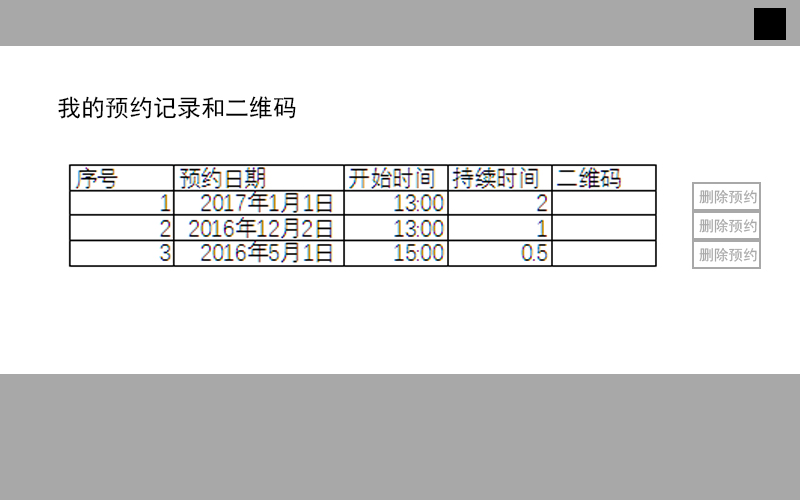 我的预约记录和二维码
序号 预约日期 开始时间 持续时间 二维码
1 2017年1月1日 13:00 2 删除预约
2 2016年12月2日 13:00 1 删除预约
3 2016年5月1日 15:00 0.5 删除预约